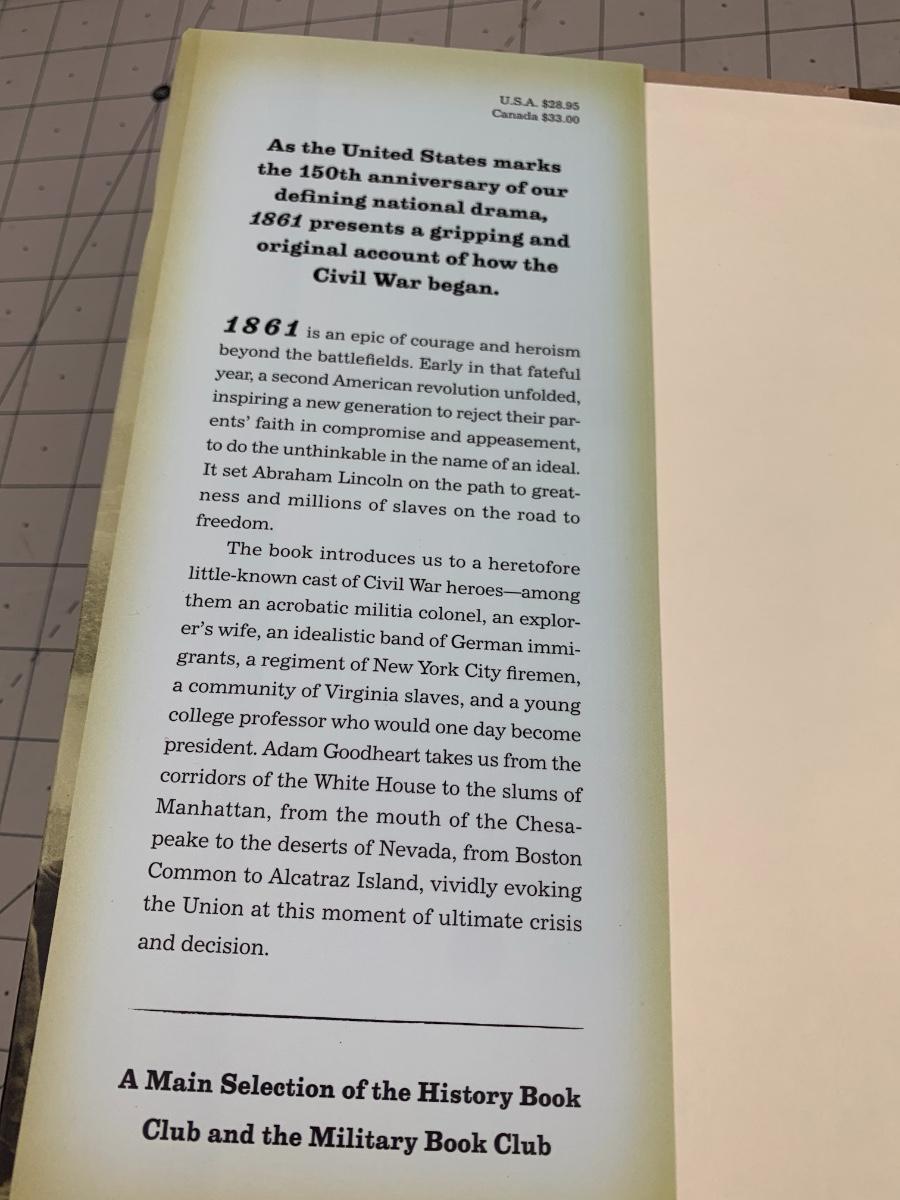 U.S.A. $28.95
Canada $33.00
As the United States marks
the 150th anniversary of our
defining national drama,
1861 presents a gripping and
original account of how the
Civil War began.
1861 is an epic of courage and heroism
beyond the battlefields. Early in that fateful
year, a second American revolution unfolded,
inspiring a new generation to reject their par-
ents' faith in compromise and appeasement,
to do the unthinkable in the name of an ideal.
It set Abraham Lincoln on the path to great-
ness and millions of slaves on the road to
freedom.
The book introduces us to a heretofore
little-known cast of Civil War heroes—among
them an acrobatic militia colonel, an explor-
er's wife, an idealistic band of German immi-
grants, a regiment of New York City firemen,
a community of Virginia slaves, and a young
college professor who would one day become
president. Adam Goodheart takes us from the
corridors of the White House to the slums of
Manhattan, from the mouth of the Chesa-
peake to the deserts of Nevada, from Boston
Common to Alcatraz Island, vividly evoking
the Union at this moment of ultimate crisis
and decision.
A Main Selection of the History Book
Club and the Military Book Club